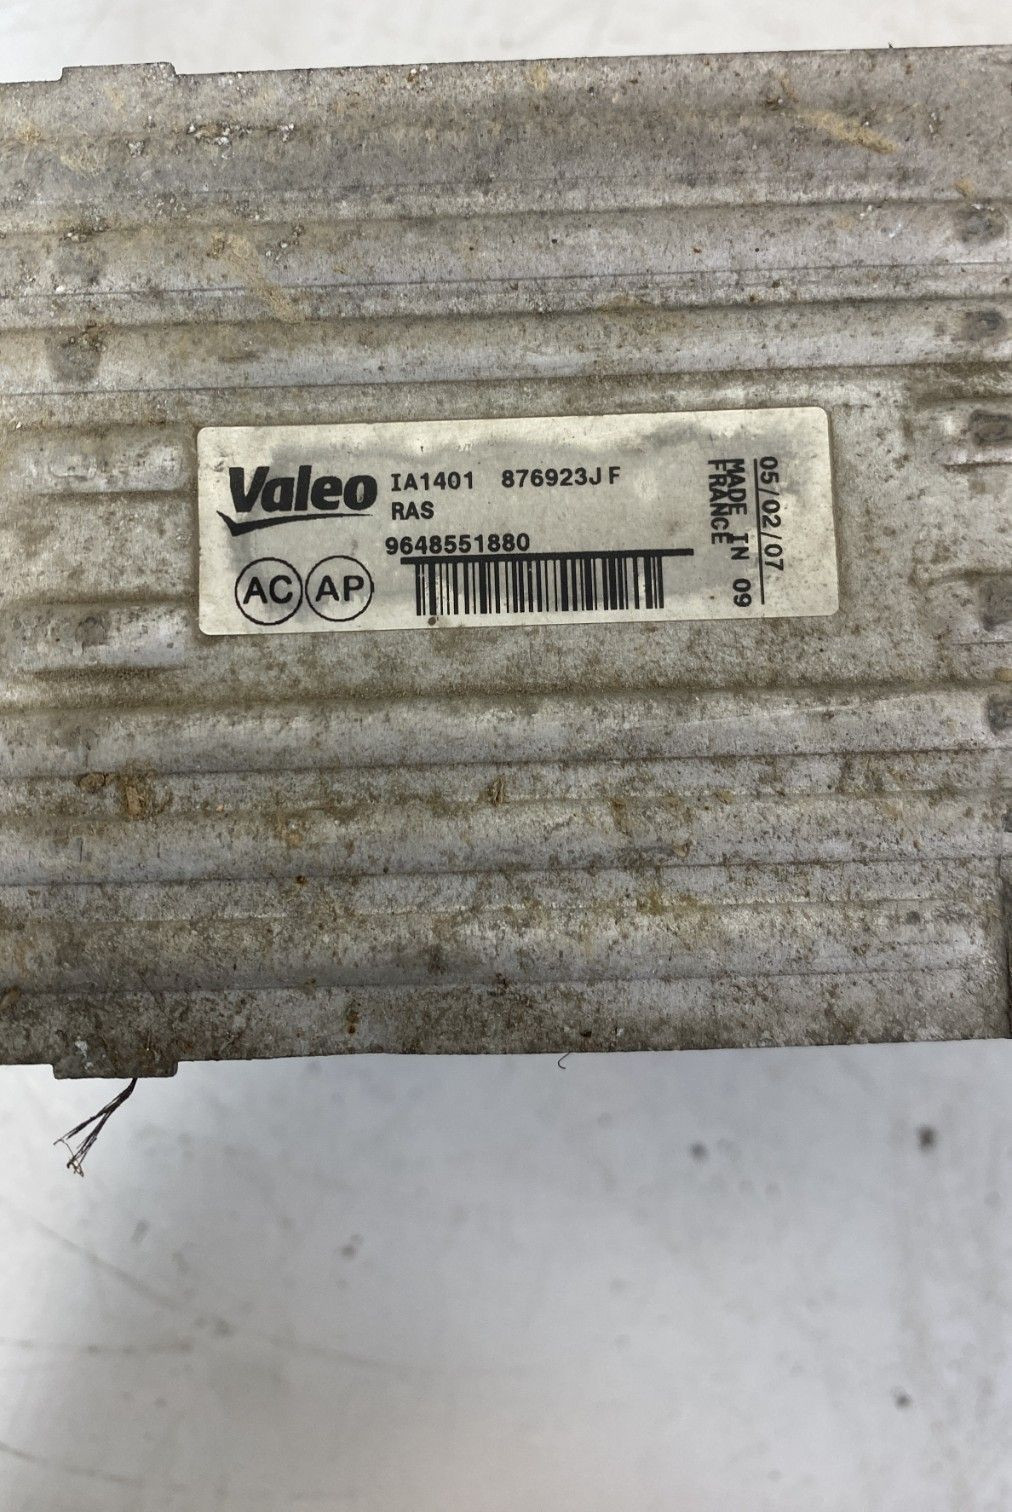 Valeo IA1401 876923J F
RAS
9648551880
AC AP
05/02/07
MADE IN 09
FRANCE